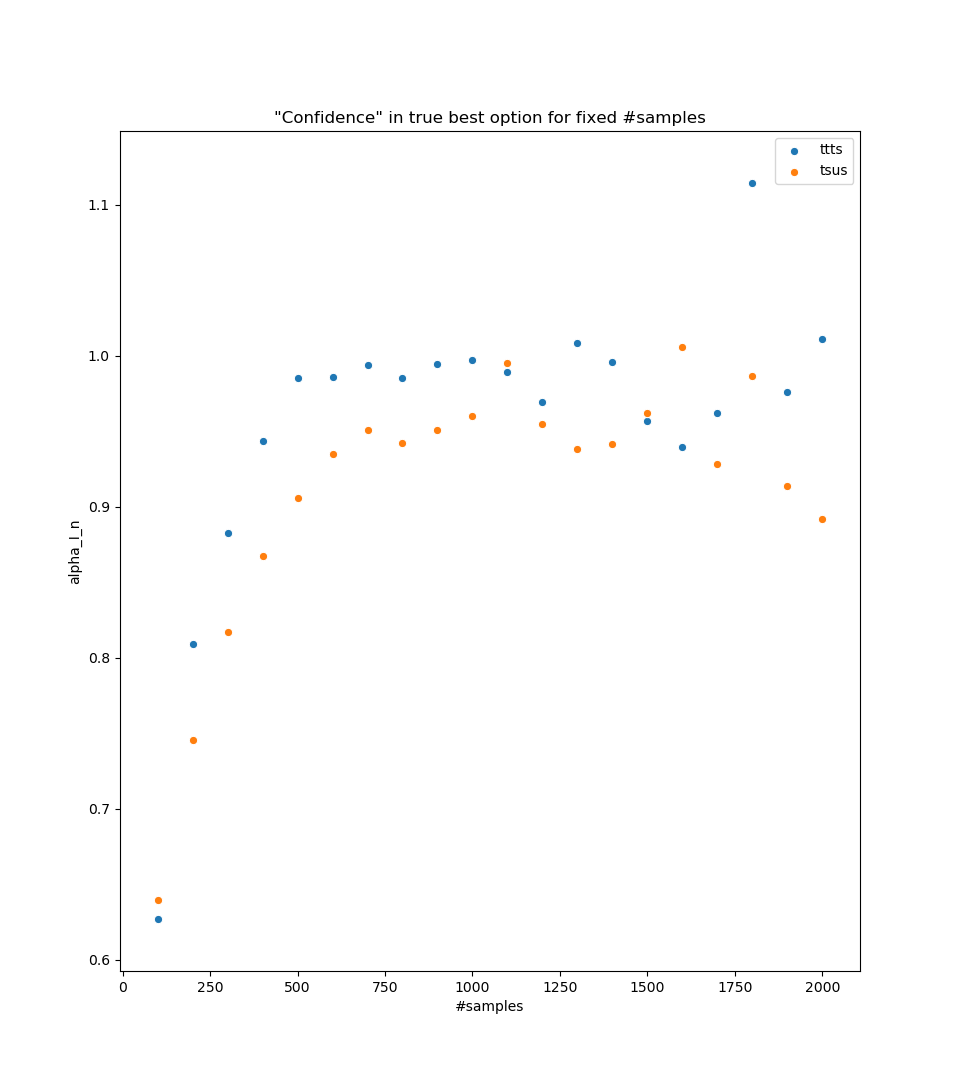 "Confidence" in true best option for fixed #samples
ttts
tsus
1.1
1.0
0.9
0.8
0.7
0.6
alpha_I_n
0 250 500 750 1000 1250 1500 1750 2000
#samples